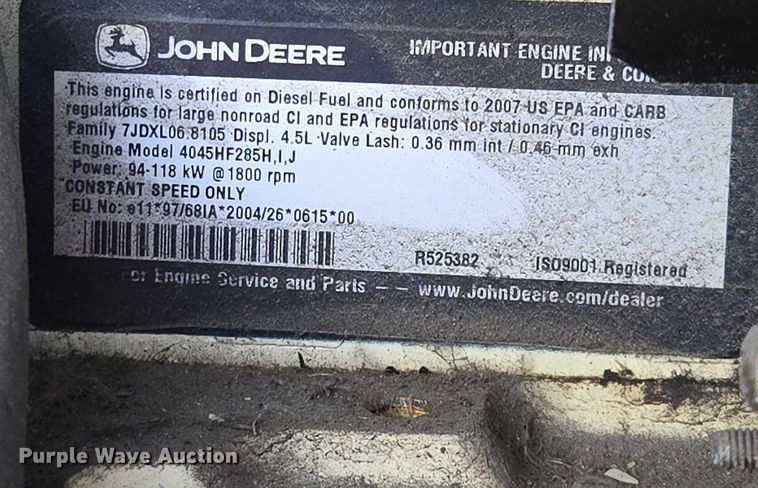 JOHN DEERE
IMPORTANT ENGINE
DEERE &
This engine is certified on Diesel Fuel and conforms to 2007 US EPA and CARB
regulations for large nonroad CI and EPA regulations for stationary CI engines.
Family 7JDXL06.8105 Displ. 4.5L Valve Lash: 0.36 mm int / 0.46 mm exh
Engine Model 4045HF285H,I,J
Power: 94-118 kW @ 1800 rpm
CONSTANT SPEED ONLY
EU No: e11*97/68IA*2004/26*0615*00
R525382 ISO9001 Registered
For Engine Service and Parts – – www.JohnDeere.com/dealer
Purple Wave Auction